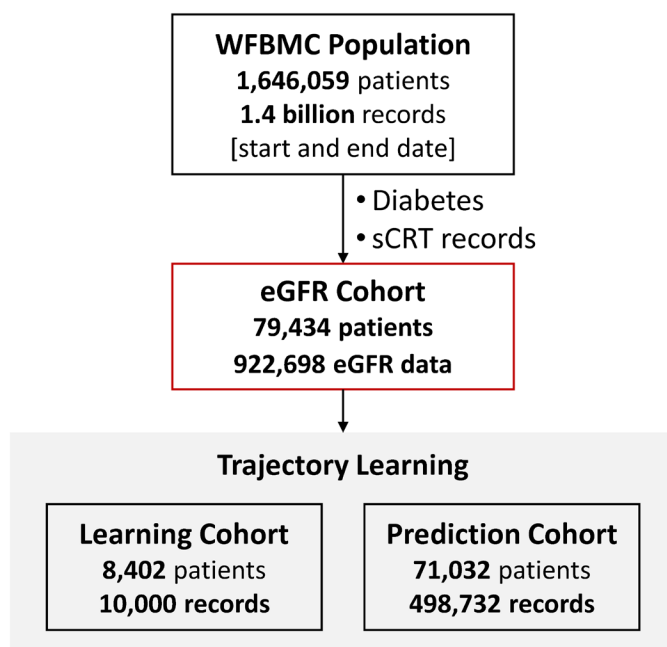 WFBMC Population
1,646,059 patients
1.4 billion records
[start and end date]
• Diabetes
• sCRT records
eGFR Cohort
79,434 patients
922,698 eGFR data
Trajectory Learning
Learning Cohort
8,402 patients
10,000 records
Prediction Cohort
71,032 patients
498,732 records